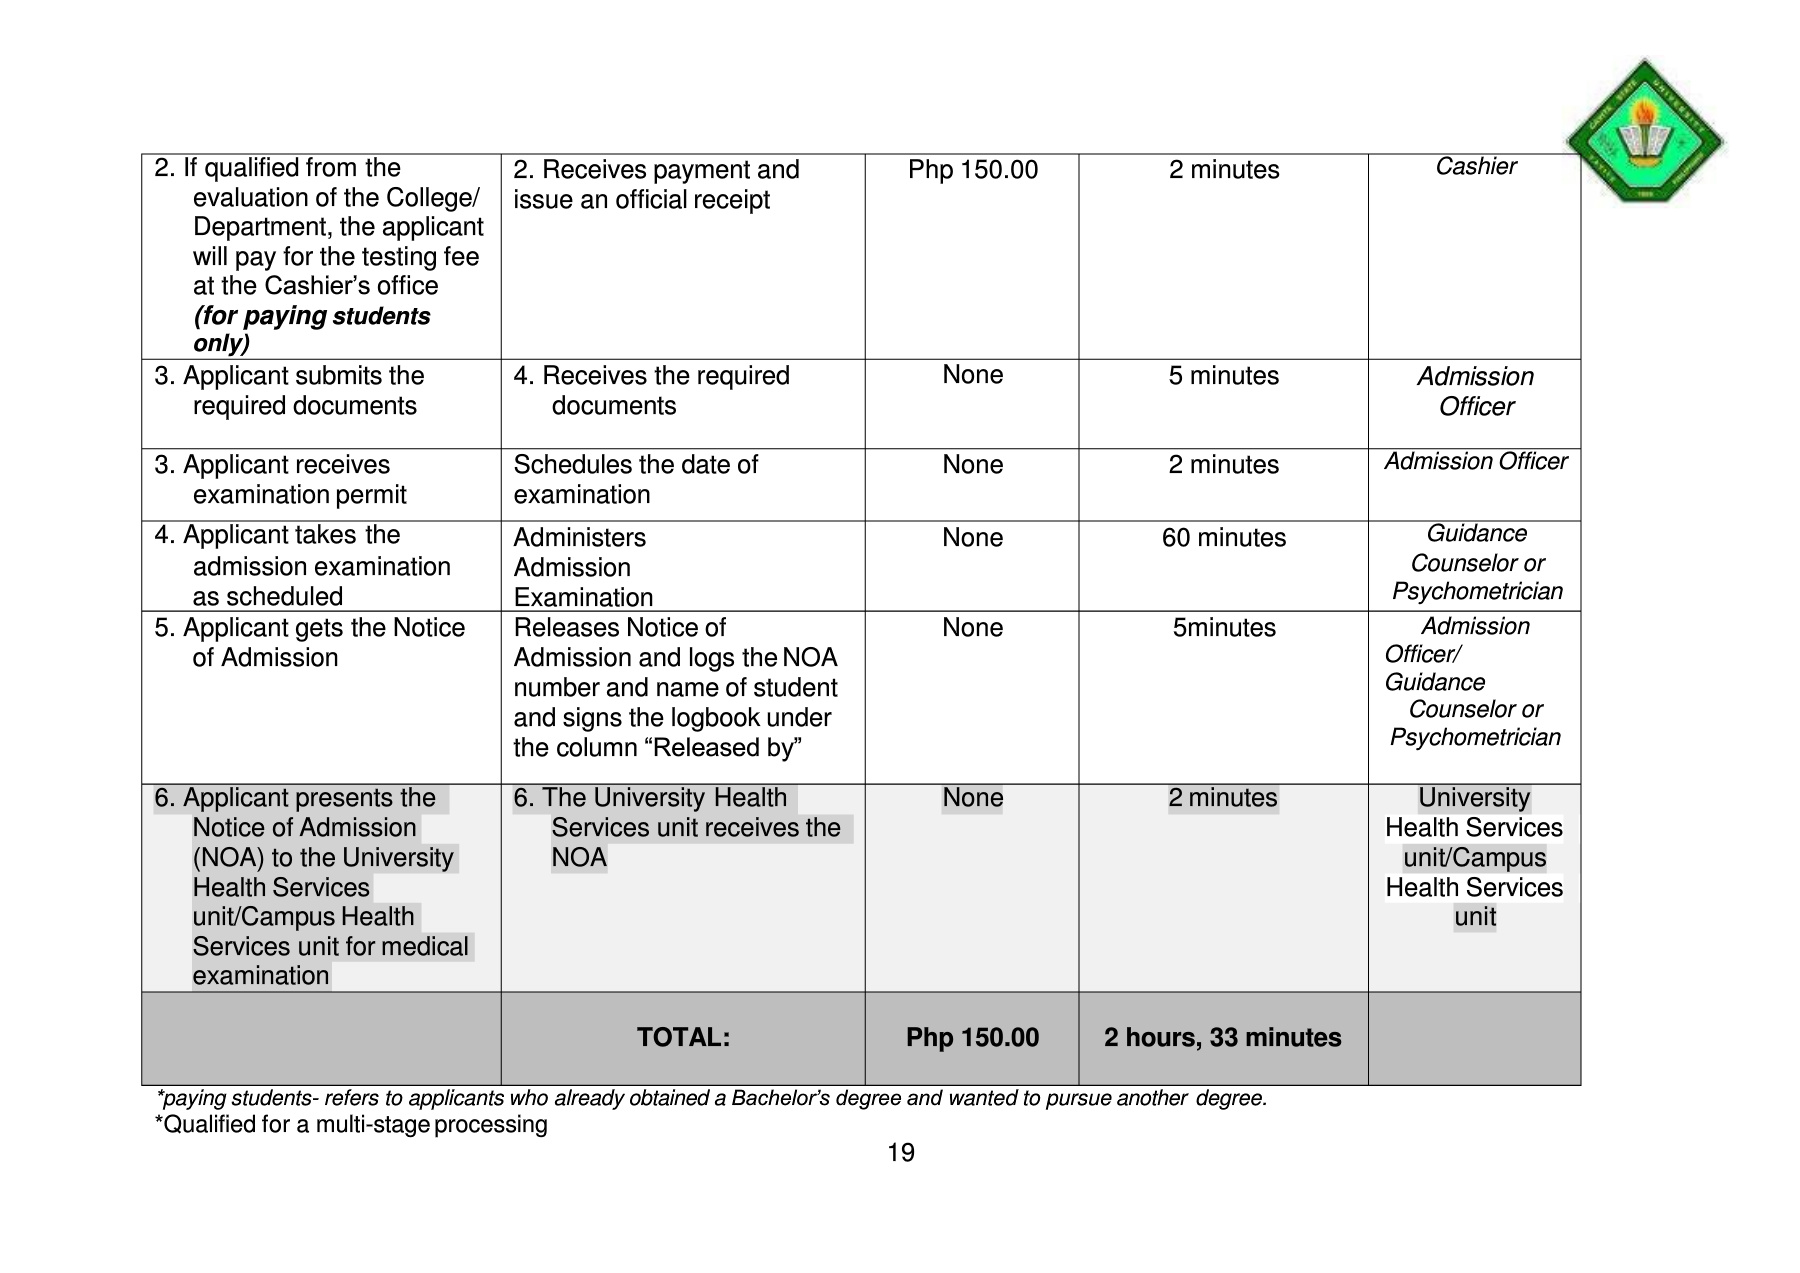 CAVITE STATE UNIVERSITY
2. If qualified from the
evaluation of the College/
Department, the applicant
will pay for the testing fee
at the Cashier’s office
(for paying students
only)
2. Receives payment and
issue an official receipt
Php 150.00
2 minutes
Cashier
3. Applicant submits the
required documents
4. Receives the required
documents
None
5 minutes
Admission
Officer
3. Applicant receives
examination permit
Schedules the date of
examination
None
2 minutes
Admission Officer
4. Applicant takes the
admission examination
as scheduled
Administers
Admission
Examination
None
60 minutes
Guidance
Counselor or
Psychometrician
5. Applicant gets the Notice
of Admission
Releases Notice of
Admission and logs the NOA
number and name of student
and signs the logbook under
the column “Released by”
None
5minutes
Admission
Officer/
Guidance
Counselor or
Psychometrician
6. Applicant presents the
Notice of Admission
(NOA) to the University
Health Services
unit/Campus Health
Services unit for medical
examination
6. The University Health
Services unit receives the
NOA
None
2 minutes
University
Health Services
unit/Campus
Health Services
unit
TOTAL:
Php 150.00
2 hours, 33 minutes
*paying students- refers to applicants who already obtained a Bachelor’s degree and wanted to pursue another degree.
*Qualified for a multi-stage processing
19